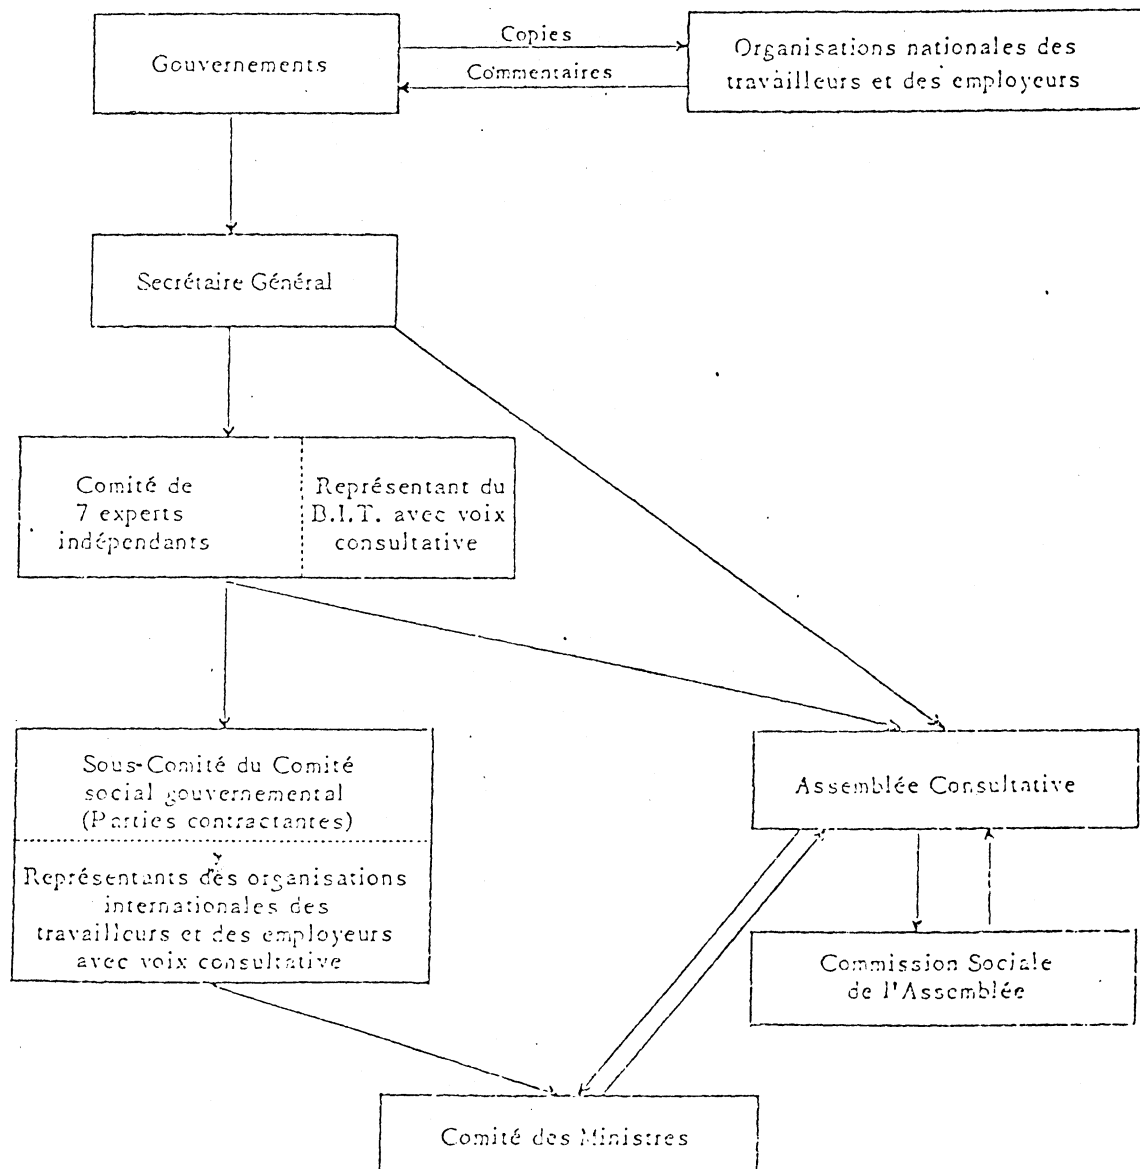 Gouvernements
Copies
Commentaires
Organisations nationales des
travailleurs et des employeurs
Secrétaire Général
Comité de
7 experts
indépendants
Représentant du
B.I.T. avec voix
consultative
Sous-Comité du Comité
social gouvernemental
(Parties contractantes)
Représentants des organisations
internationales des
travailleurs et des employeurs
avec voix consultative
Assemblée Consultative
Commission Sociale
de l'Assemblée
Comité des Ministres